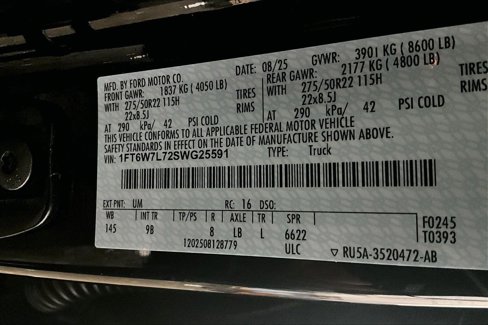 MFD. BY FORD MOTOR CO.
DATE: 08/25 GVWR: 3901 KG ( 8600 LB)
FRONT GAWR: 1837 KG ( 4050 LB) REAR GAWR: 2177 KG ( 4800 LB)
WITH 275/50R22 115H TIRES WITH 275/50R22 115H TIRES
22x8.5J RIMS 22x8.5J RIMS
AT 290 kPa/ 42 PSI COLD AT 290 kPa/ 42 PSI COLD
THIS VEHICLE CONFORMS TO ALL APPLICABLE FEDERAL MOTOR VEHICLE
SAFETY STANDARDS IN EFFECT ON THE DATE OF MANUFACTURE SHOWN ABOVE.
VIN: 1FT6W7L72SWG25591 TYPE: Truck
EXT PNT: UM RC: 16 DSO:
WB INT TR TP/PS R AXLE TR SPR
145 9B 8 LB L 6622
F0245
T0393
1202508128779 ULC ▽ RU5A-3520472-AB